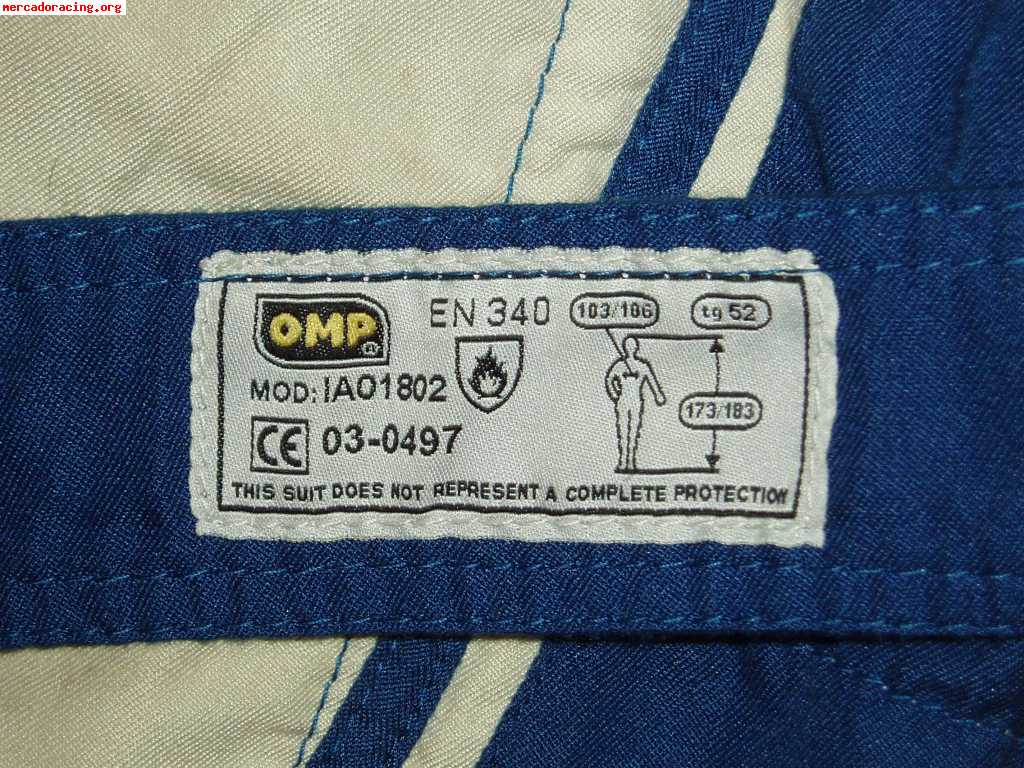 mercadoracing.org
OMP
EN 340
103/106
tg 52
MOD: IA01802
173/183
CE 03-0497
THIS SUIT DOES NOT REPRESENT A COMPLETE PROTECTION